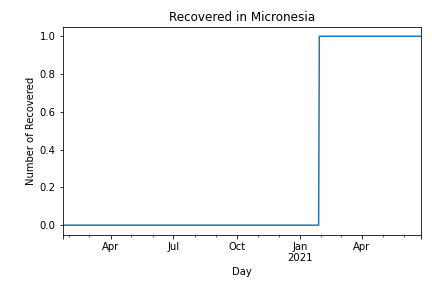 Recovered in Micronesia
Number of Recovered
1.0
0.8
0.6
0.4
0.2
0.0
Apr Jul Oct Jan Apr
2021
Day